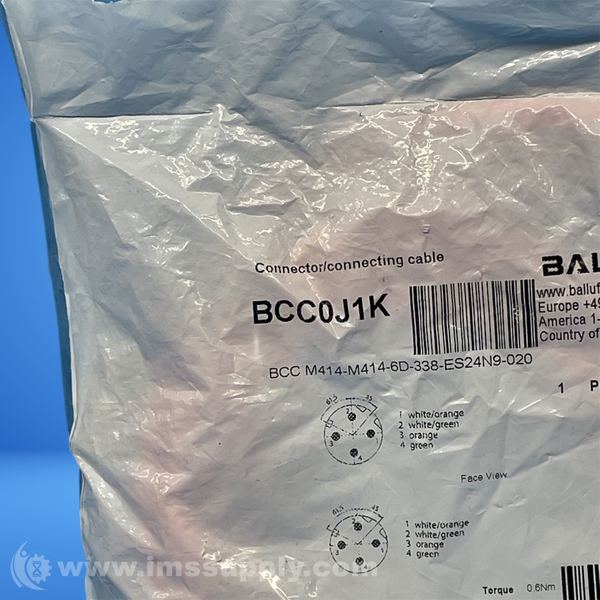 Connector/connecting cable
BAL
BCC0J1K
www.balluf
Europe +49
America 1-
Country of
BCC M414-M414-6D-338-ES24N9-020
1 P
1 white/orange
2 white/green
3 orange
4 green
Face View
1 white/orange
2 white/green
3 orange
4 green
Torque 0.6Nm
www.imssupply.com